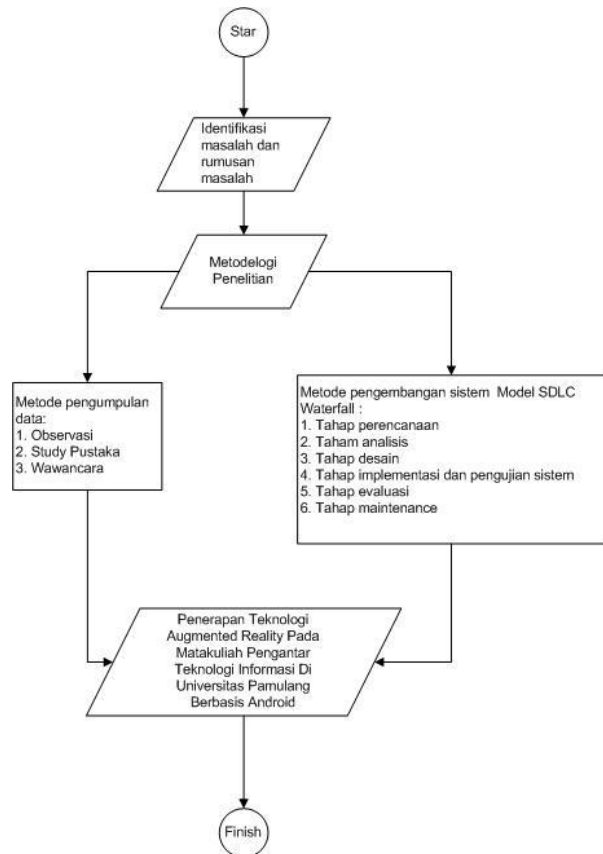 Star
Identifikasi
masalah dan
rumusan
masalah
Metodelogi
Penelitian
Metode pengumpulan
data:
1. Observasi
2. Study Pustaka
3. Wawancara
Metode pengembangan sistem Model SDLC
Waterfall :
1. Tahap perencanaan
2. Taham analisis
3. Tahap desain
4. Tahap implementasi dan pengujian sistem
5. Tahap evaluasi
6. Tahap maintenance
Penerapan Teknologi
Augmented Reality Pada
Matakuliah Pengantar
Teknologi Informasi Di
Universitas Pamulang
Berbasis Android
Finish